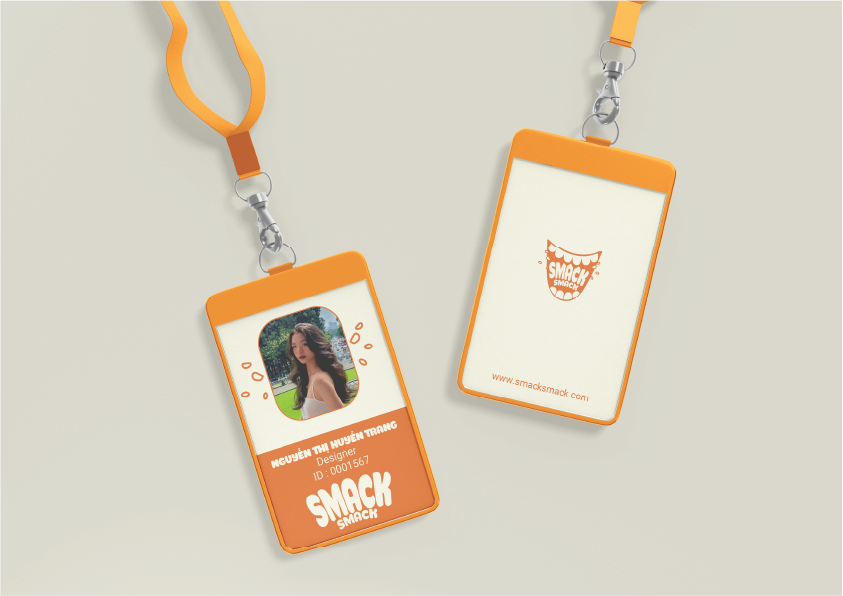 NGUYỄN THỊ HUYỀN TRANG
Designer
ID : 0001567
SMACK
SMACK
SMACK
SMACK
www.smacksmack.com